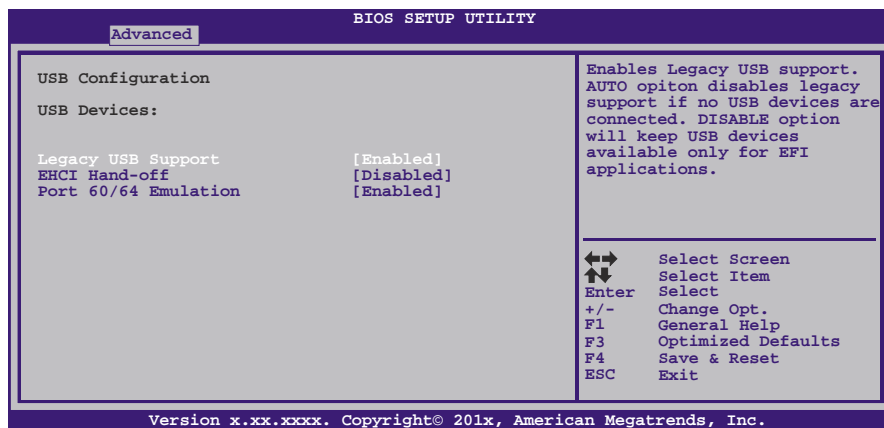 BIOS SETUP UTILITY
Advanced
USB Configuration
USB Devices:
Legacy USB Support [Enabled]
EHCI Hand-off [Disabled]
Port 60/64 Emulation [Enabled]
Enables Legacy USB support.
AUTO opiton disables legacy
support if no USB devices are
connected. DISABLE option
will keep USB devices
available only for EFI
applications.
Select Screen
Select Item
Enter Select
+/- Change Opt.
F1 General Help
F3 Optimized Defaults
F4 Save & Reset
ESC Exit
Version x.xx.xxxx. Copyright© 201x, American Megatrends, Inc.